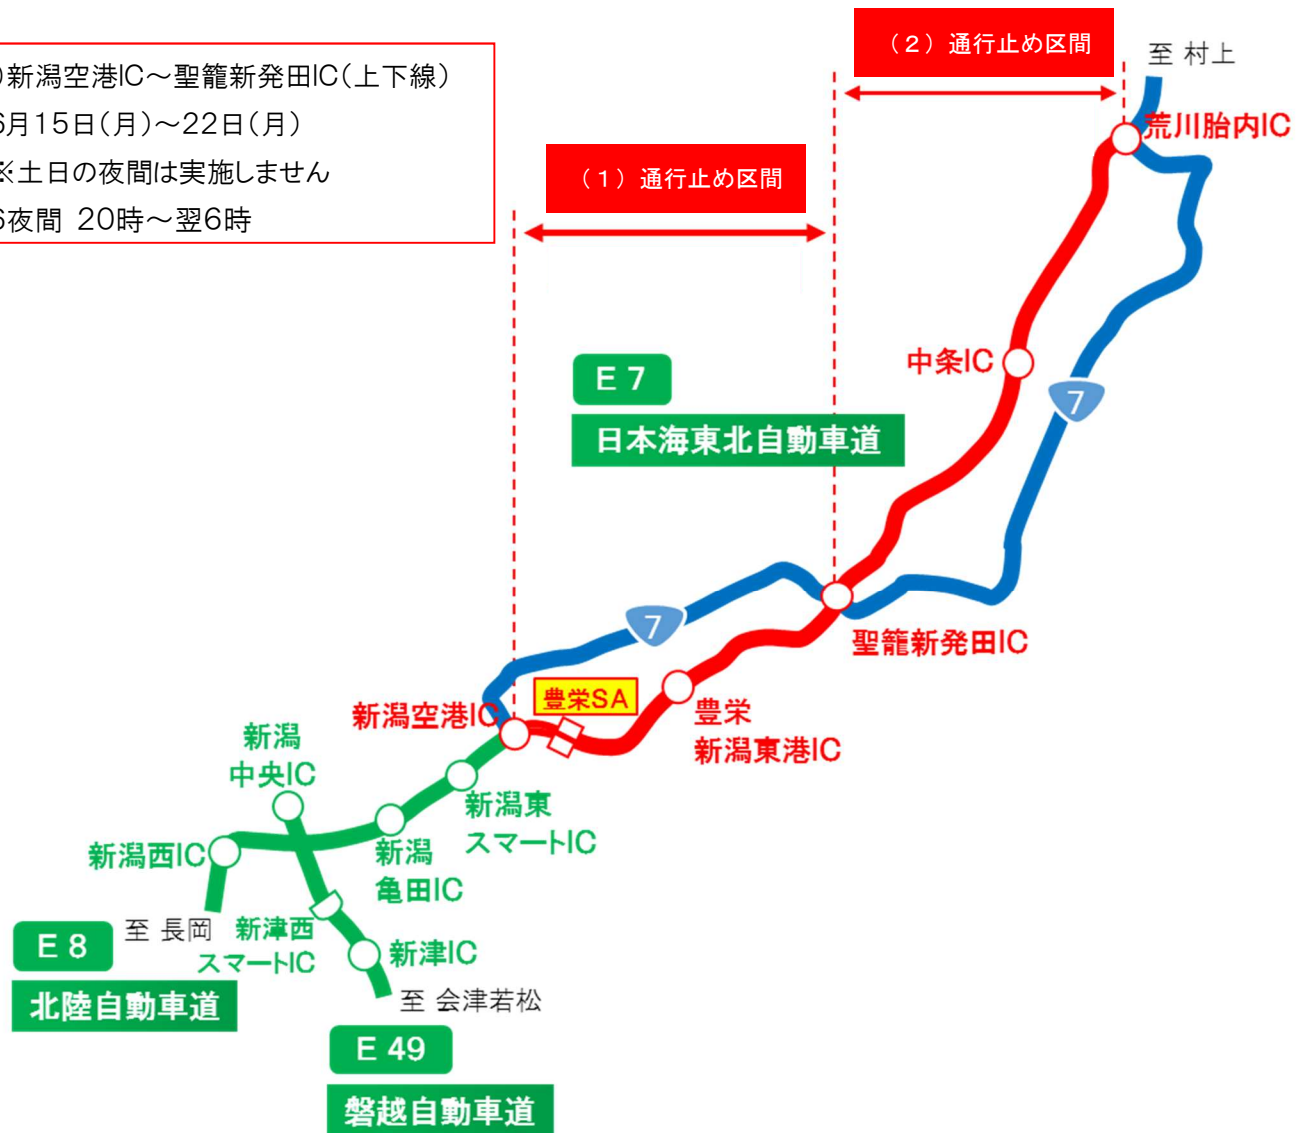 )新潟空港IC～聖籠新発田IC(上下線)
6月15日(月)～22日(月)
※土日の夜間は実施しません
6夜間 20時～翌6時
(2) 通行止め区間
至 村上
荒川胎内IC
(1) 通行止め区間
中条IC
E 7
7
日本海東北自動車道
7
聖籠新発田IC
豊栄SA
新潟空港IC
豊栄
新潟東港IC
新潟
中央IC
新潟東
スマートIC
新潟西IC
新潟
亀田IC
至 長岡
新津西
スマートIC
E 8
新津IC
北陸自動車道
至 会津若松
E 49
磐越自動車道